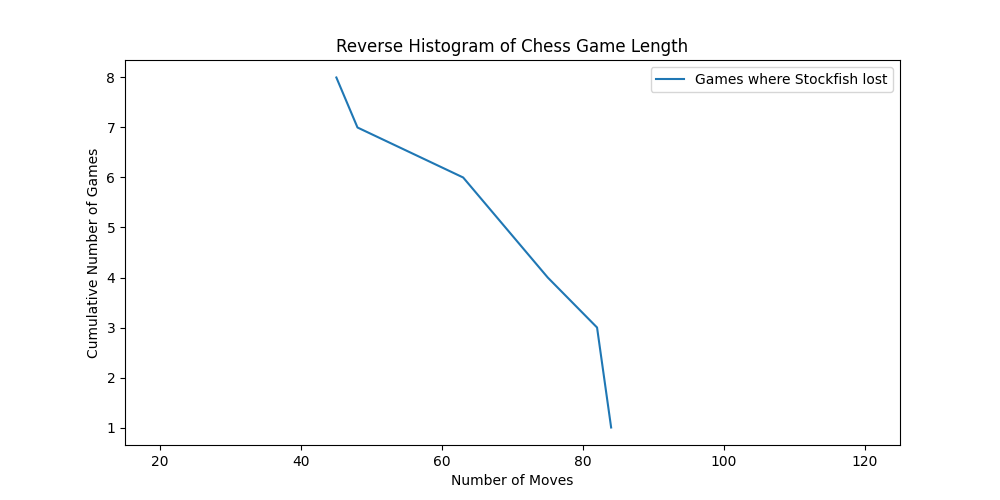 Reverse Histogram of Chess Game Length
Games where Stockfish lost
Cumulative Number of Games
8
7
6
5
4
3
2
1
20 40 60 80 100 120
Number of Moves